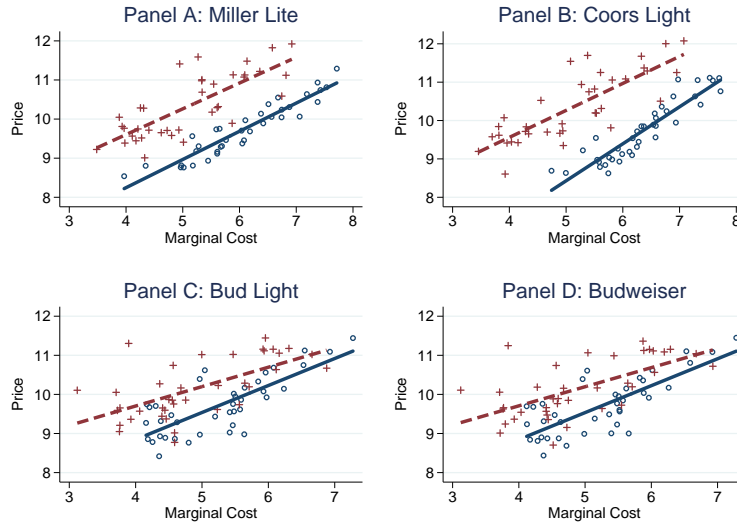 Panel A: Miller Lite
Price
12
11
10
9
8
3 4 5 6 7 8
Marginal Cost
Panel B: Coors Light
Price
12
11
10
9
8
3 4 5 6 7 8
Marginal Cost
Panel C: Bud Light
Price
12
11
10
9
8
3 4 5 6 7
Marginal Cost
Panel D: Budweiser
Price
12
11
10
9
8
3 4 5 6 7
Marginal Cost